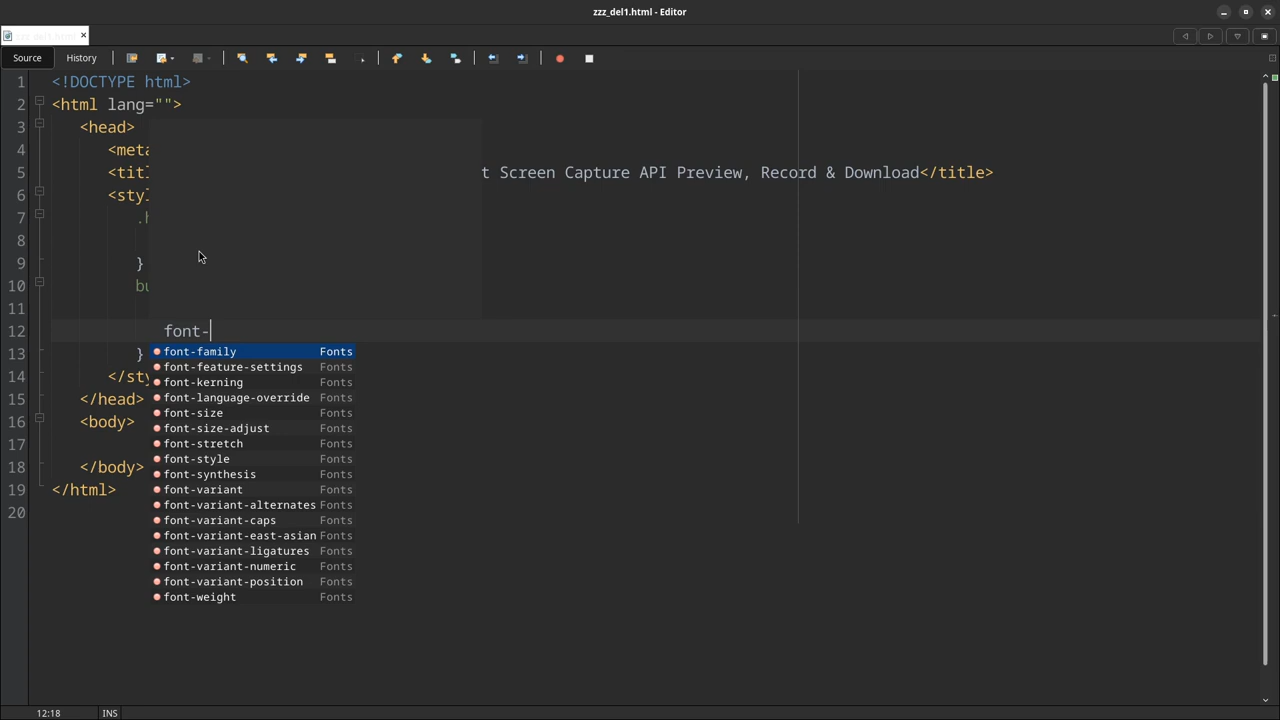 zzz_del1.html - Editor
Source History
1 <!DOCTYPE html>
2 <html lang="">
3 <head>
4 <meta
5 t Screen Capture API Preview, Record & Download</title>
6
7
8
9 }
10
11
12 font-
13 }
14
15 </head>
16 <body>
17
18 </body>
19 </html>
20
font-family Fonts
font-feature-settings Fonts
font-kerning Fonts
font-language-override Fonts
font-size Fonts
font-size-adjust Fonts
font-stretch Fonts
font-style Fonts
font-synthesis Fonts
font-variant Fonts
font-variant-alternates Fonts
font-variant-caps Fonts
font-variant-east-asian Fonts
font-variant-ligatures Fonts
font-variant-numeric Fonts
font-variant-position Fonts
font-weight Fonts
12:18 INS